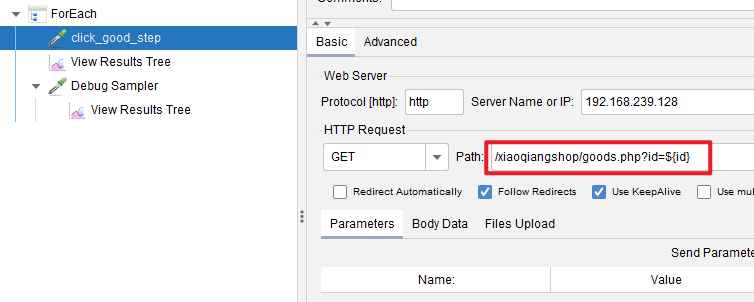 Comments:
ForEach
click_good_step
View Results Tree
Debug Sampler
View Results Tree
Basic
Advanced
Web Server
Protocol [http]: http Server Name or IP: 192.168.239.128
HTTP Request
GET Path: /xiaoqiangshop/goods.php?id=${id}
Redirect Automatically Follow Redirects Use KeepAlive Use mul
Parameters Body Data Files Upload
Send Paramete
Name: Value